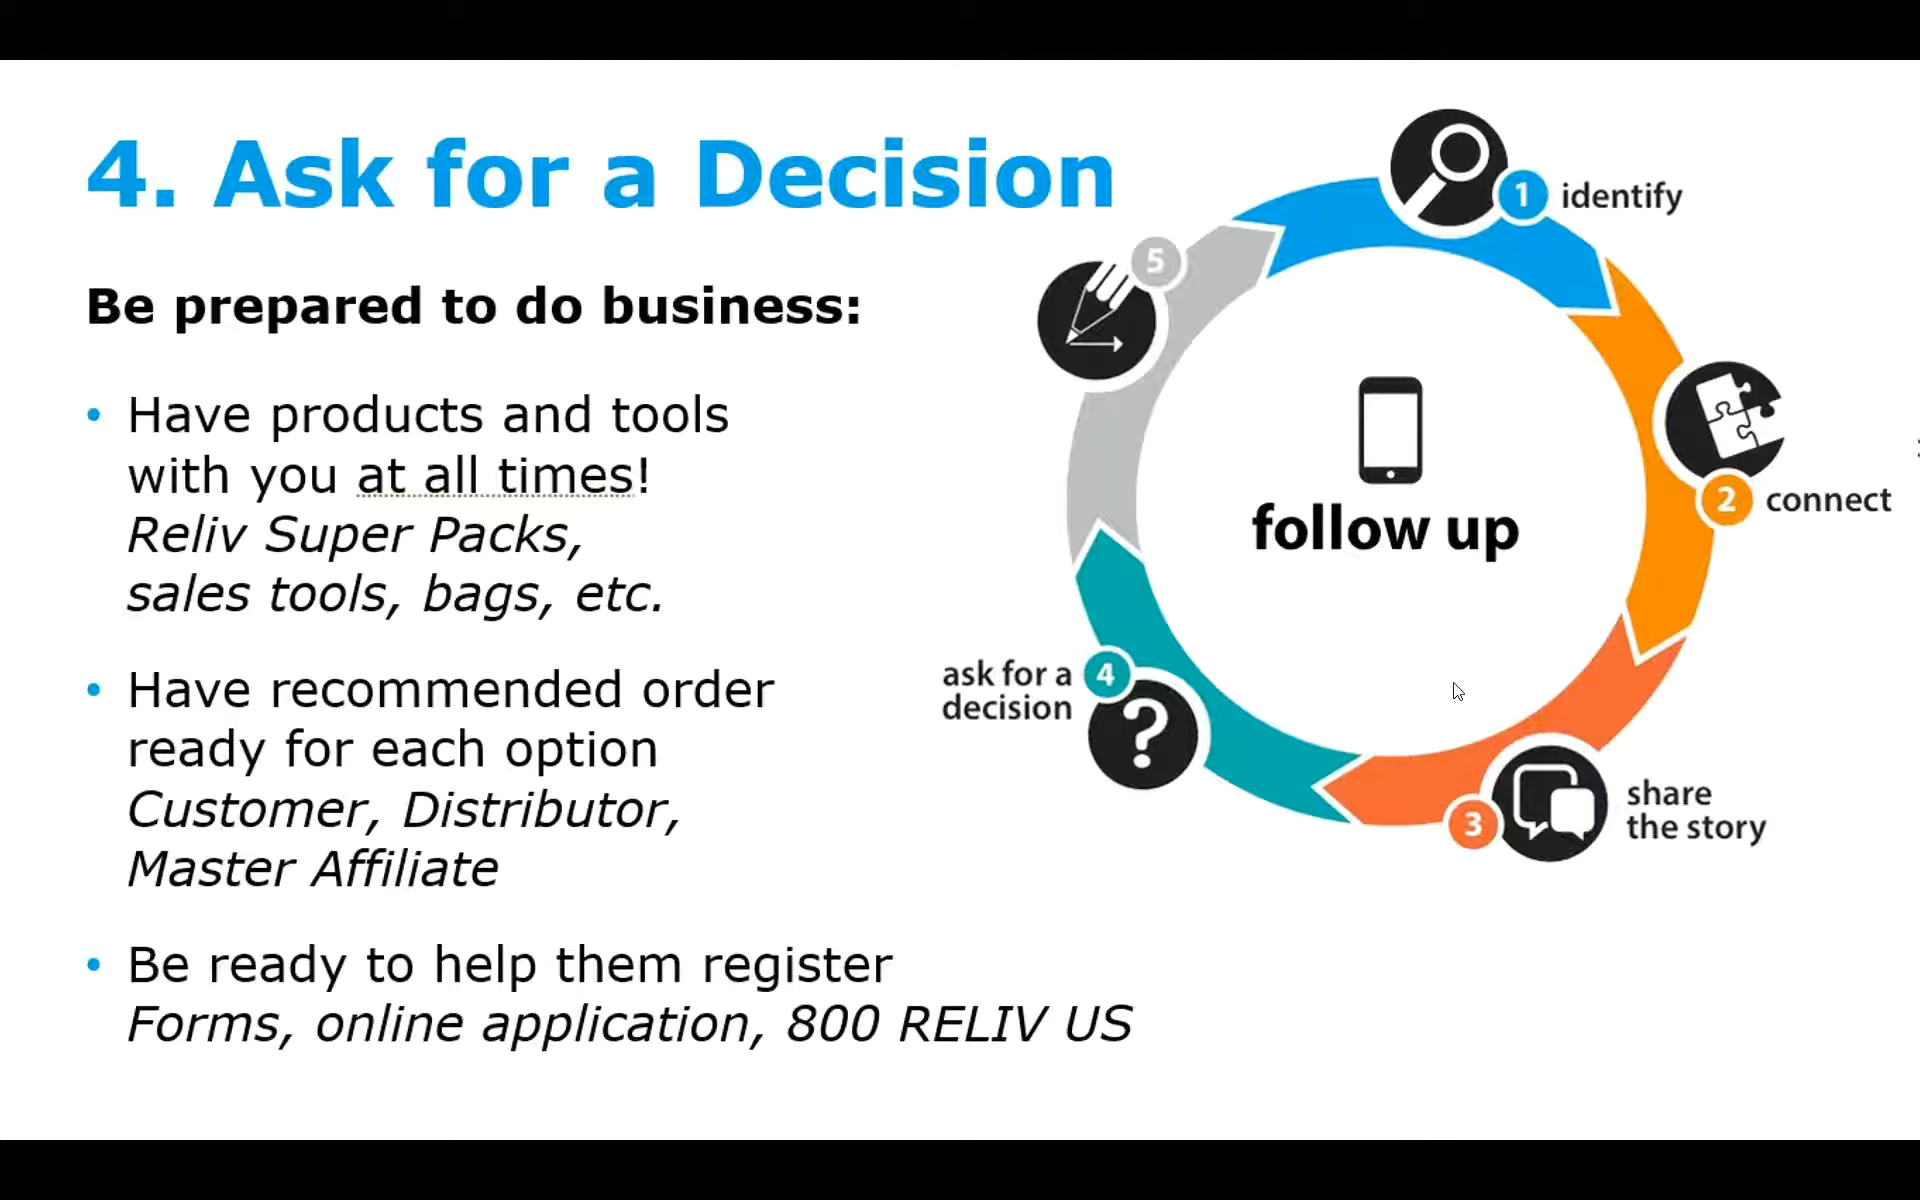 4. Ask for a Decision
Be prepared to do business:
• Have products and tools
with you at all times!
Reliv Super Packs,
sales tools, bags, etc.
• Have recommended order
ready for each option
Customer, Distributor,
Master Affiliate
• Be ready to help them register
Forms, online application, 800 RELIV US
1 identify
2 connect
3 share
the story
4 ask for a
decision
5
follow up